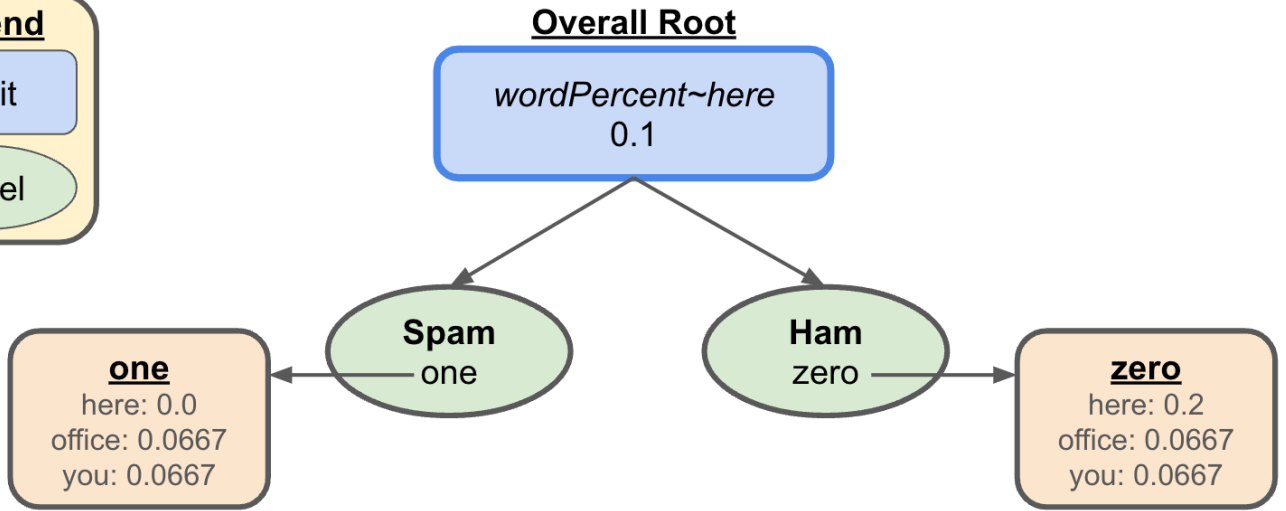 end
it
el
Overall Root
wordPercent~here
0.1
Spam
one
Ham
zero
one
here: 0.0
office: 0.0667
you: 0.0667
zero
here: 0.2
office: 0.0667
you: 0.0667